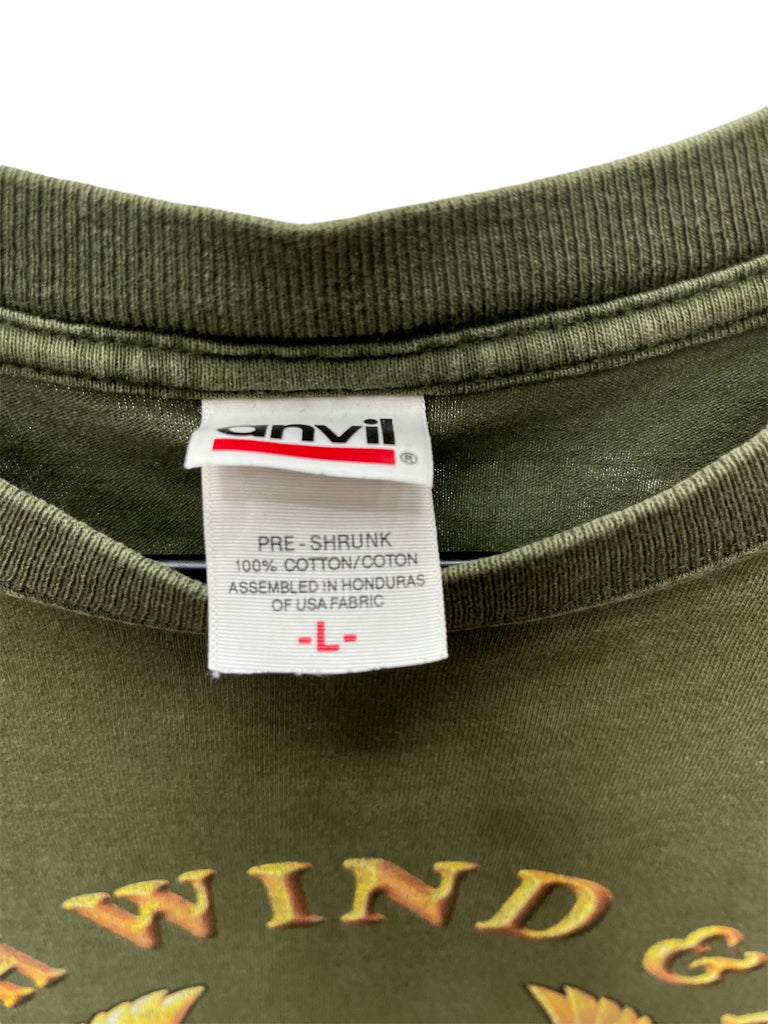 anvil
®
PRE-SHRUNK
100% COTTON/COTON
ASSEMBLED IN HONDURAS
OF USA FABRIC
-L-
H WIND &